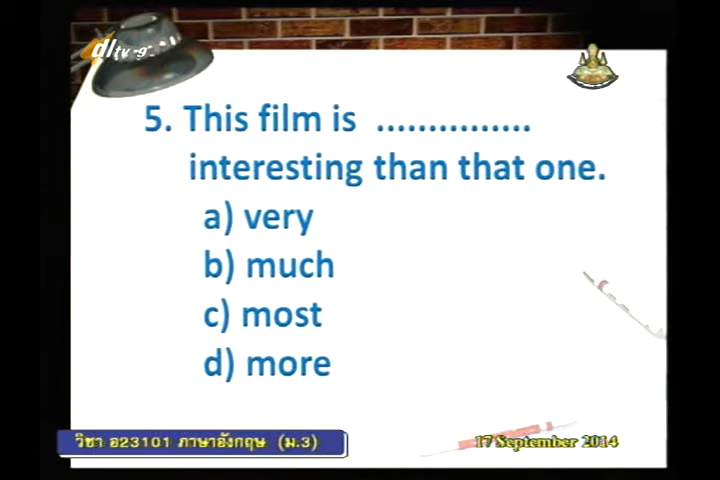 dltv
5. This film is ...............
interesting than that one.
a) very
b) much
c) most
d) more
วิชา อ23101 ภาษาอังกฤษ (ม.3)
17 September 2014